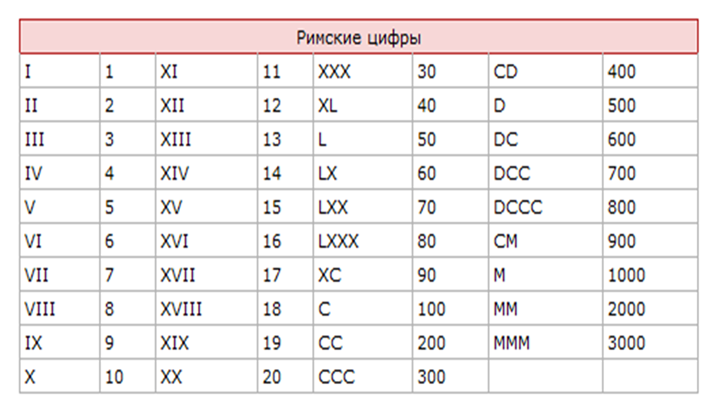 Римские цифры
I 1 XI 11 XXX 30 CD 400
II 2 XII 12 XL 40 D 500
III 3 XIII 13 L 50 DC 600
IV 4 XIV 14 LX 60 DCC 700
V 5 XV 15 LXX 70 DCCC 800
VI 6 XVI 16 LXXX 80 CM 900
VII 7 XVII 17 XC 90 M 1000
VIII 8 XVIII 18 C 100 MM 2000
IX 9 XIX 19 CC 200 MMM 3000
X 10 XX 20 CCC 300